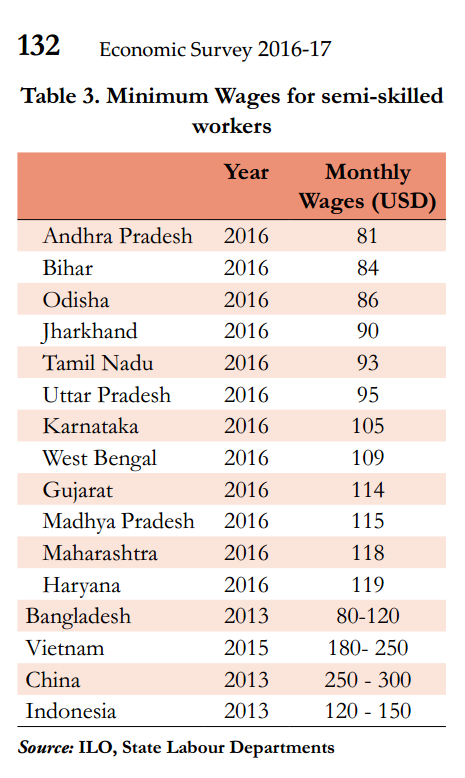 132 Economic Survey 2016-17
Table 3. Minimum Wages for semi-skilled
workers
Year Monthly
Wages (USD)
Andhra Pradesh 2016 81
Bihar 2016 84
Odisha 2016 86
Jharkhand 2016 90
Tamil Nadu 2016 93
Uttar Pradesh 2016 95
Karnataka 2016 105
West Bengal 2016 109
Gujarat 2016 114
Madhya Pradesh 2016 115
Maharashtra 2016 118
Haryana 2016 119
Bangladesh 2013 80-120
Vietnam 2015 180- 250
China 2013 250 - 300
Indonesia 2013 120 - 150
Source: ILO, State Labour Departments